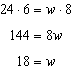 24 · 6 = w · 8
144 = 8w
18 = w